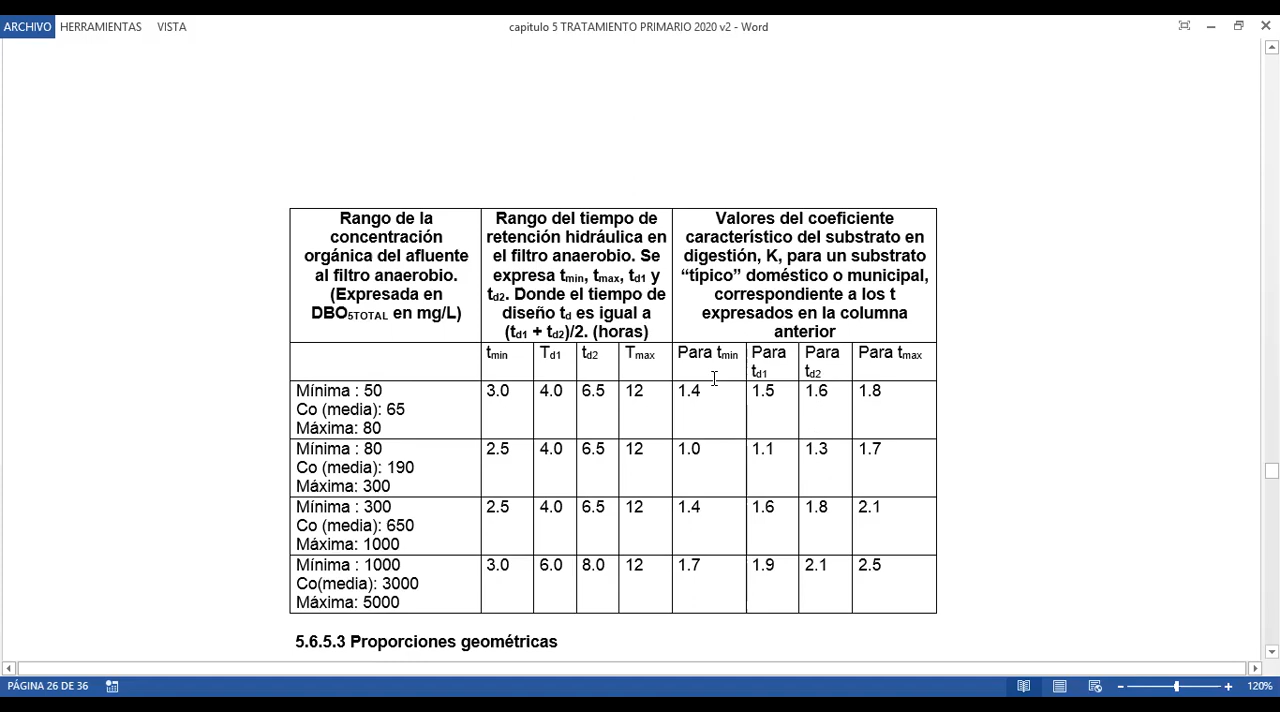 ARCHIVO HERRAMIENTAS VISTA
capitulo 5 TRATAMIENTO PRIMARIO 2020 v2 - Word
Rango de la
concentración
orgánica del afluente
al filtro anaerobio.
(Expresada en
DBO5TOTAL en mg/L)
Rango del tiempo de
retención hidráulica en
el filtro anaerobio. Se
expresa tmin, tmax, td1 y
td2. Donde el tiempo de
diseño td es igual a
(td1 + td2)/2. (horas)
Valores del coeficiente
característico del substrato en
digestión, K, para un substrato
“típico” doméstico o municipal,
correspondiente a los t
expresados en la columna
anterior
tmin Td1 td2 Tmax Para tmin Para td1 Para td2 Para tmax
Mínima : 50 3.0 4.0 6.5 12 1.4 1.5 1.6 1.8
Co (media): 65
Máxima: 80
Mínima : 80 2.5 4.0 6.5 12 1.0 1.1 1.3 1.7
Co (media): 190
Máxima: 300
Mínima : 300 2.5 4.0 6.5 12 1.4 1.6 1.8 2.1
Co (media): 650
Máxima: 1000
Mínima : 1000 3.0 6.0 8.0 12 1.7 1.9 2.1 2.5
Co(media): 3000
Máxima: 5000
5.6.5.3 Proporciones geométricas
PÁGINA 26 DE 36
120%